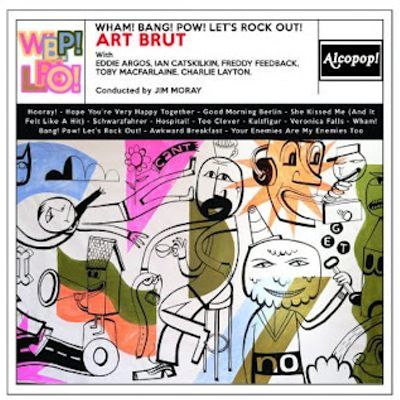 WHAM! BANG! POW! LET'S ROCK OUT!
ART BRUT
With
EDDIE ARGOS, IAN CATSKILKIN, FREDDY FEEDBACK,
TOBY MACFARLAINE, CHARLIE LAYTON.
Conducted by JIM MORAY
W!B!P!
LRO!
Alcopop!
Hooray! - Hope You're Very Happy Together - Good Morning Berlin - She Kissed Me (And It
Felt Like A Hit) - Schwarzfahrer - Hospital! - Too Clever - Kultfigur - Veronica Falls - Wham!
Bang! Pow! Let's Rock Out! - Awkward Breakfast - Your Enemies Are My Enemies Too
GET
no